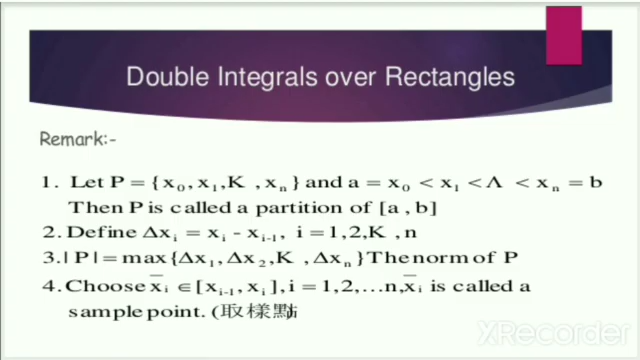 Double Integrals over Rectangles
Remark:-
1. Let P = {x₀, x₁,K ,xₙ} and a = x₀ < x₁ < Λ < xₙ = b
Then P is called a partition of [a , b]
2. Define Δxᵢ = xᵢ - xᵢ₋₁, i = 1,2,K ,n
3.| P | = max{Δx₁, Δx₂,K , Δxₙ}The norm of P
4. Choose x̅ᵢ ∈ [xᵢ₋₁, xᵢ], i = 1,2,...n, x̅ᵢ is called a
sample point. (取樣點
XRecorder